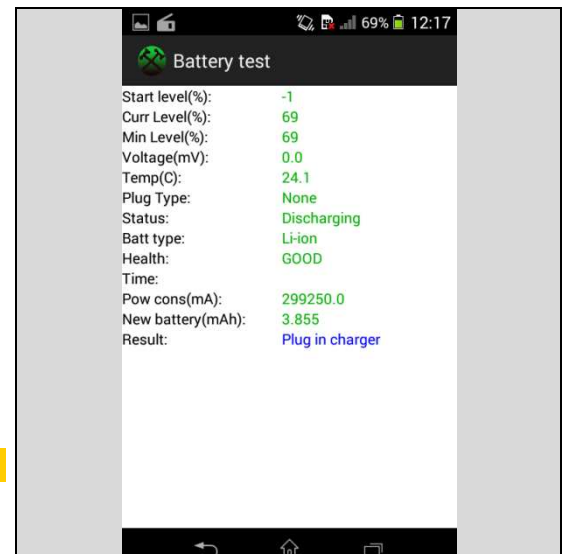 69% 12:17
Battery test
Start level(%): -1
Curr Level(%): 69
Min Level(%): 69
Voltage(mV): 0.0
Temp(C): 24.1
Plug Type: None
Status: Discharging
Batt type: Li-ion
Health: GOOD
Time:
Pow cons(mA): 299250.0
New battery(mAh): 3.855
Result: Plug in charger